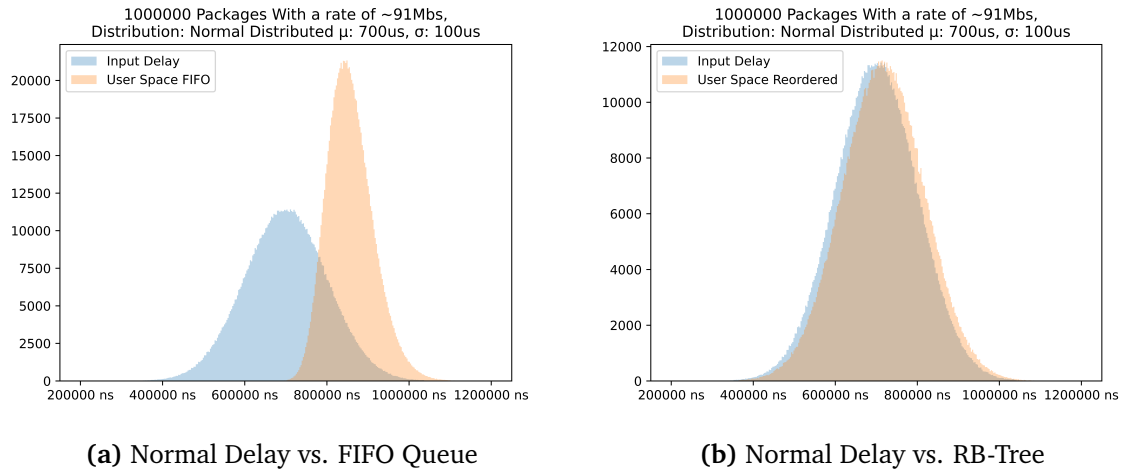 1000000 Packages With a rate of ~91Mbs,
Distribution: Normal Distributed μ: 700us, σ: 100us
Input Delay
User Space FIFO
20000
17500
15000
12500
10000
7500
5000
2500
0
200000 ns 400000 ns 600000 ns 800000 ns 1000000 ns 1200000 ns
(a) Normal Delay vs. FIFO Queue
1000000 Packages With a rate of ~91Mbs,
Distribution: Normal Distributed μ: 700us, σ: 100us
Input Delay
User Space Reordered
12000
10000
8000
6000
4000
2000
0
200000 ns 400000 ns 600000 ns 800000 ns 1000000 ns 1200000 ns
(b) Normal Delay vs. RB-Tree